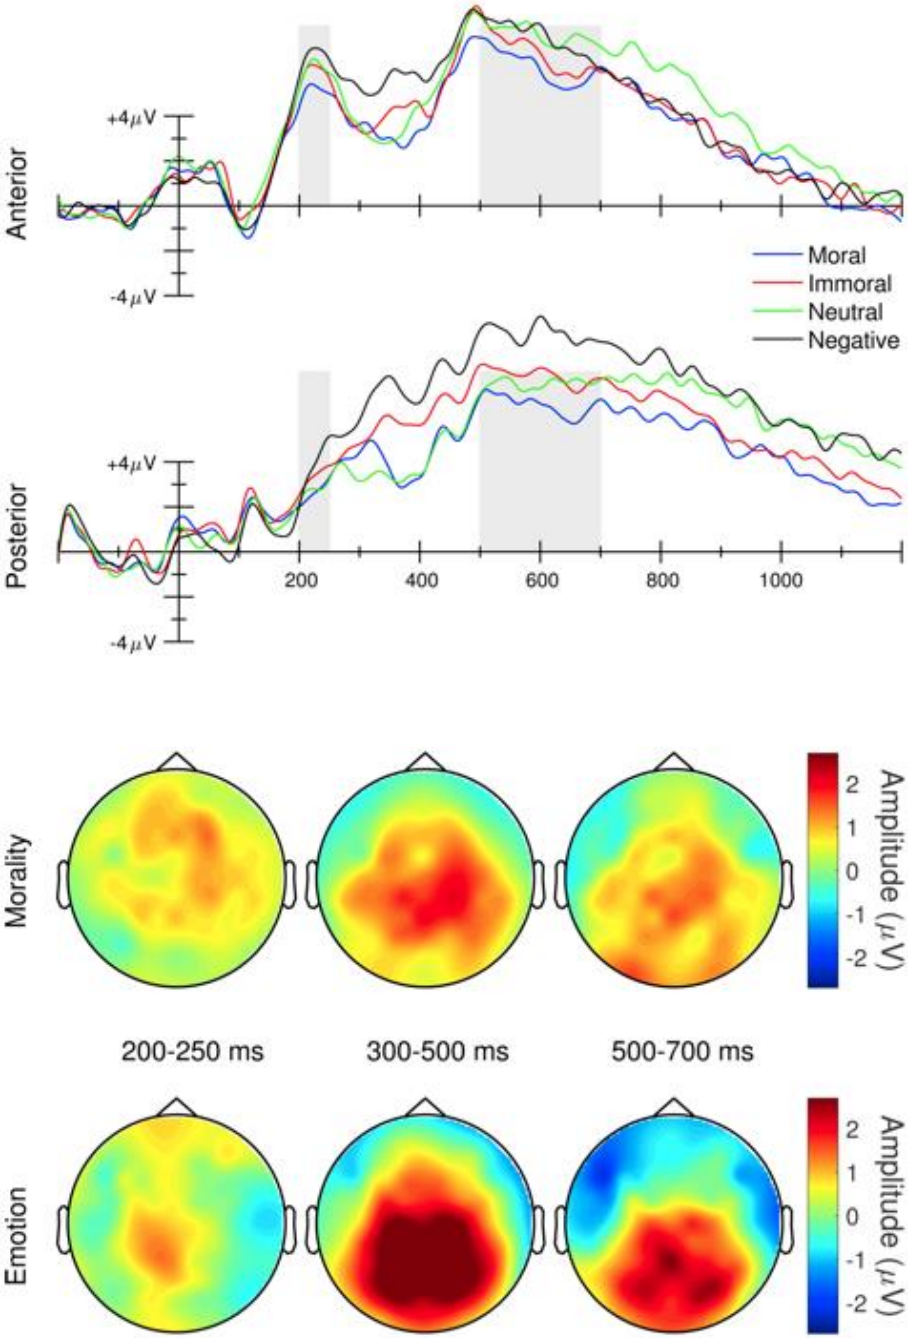 Anterior
+4μV
-4μV
Moral
Immoral
Neutral
Negative
Posterior
+4μV
-4μV
200 400 600 800 1000
Morality
2
1
0
-1
-2
Amplitude (μV)
200-250 ms 300-500 ms 500-700 ms
Emotion
2
1
0
-1
-2
Amplitude (μV)